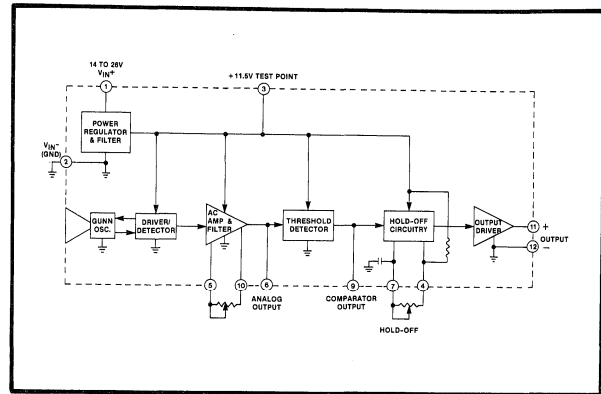 14 TO 26V
VIN+
1
+11.5V TEST POINT
3
POWER
REGULATOR
& FILTER
VIN-
(GND)
2
GUNN
OSC.
DRIVER/
DETECTOR
AC
AMP &
FILTER
THRESHOLD
DETECTOR
HOLD-OFF
CIRCUITRY
OUTPUT
DRIVER
11
+
OUTPUT
12
-
5
10
6
9
7
4
ANALOG
OUTPUT
COMPARATOR
OUTPUT
HOLD-OFF